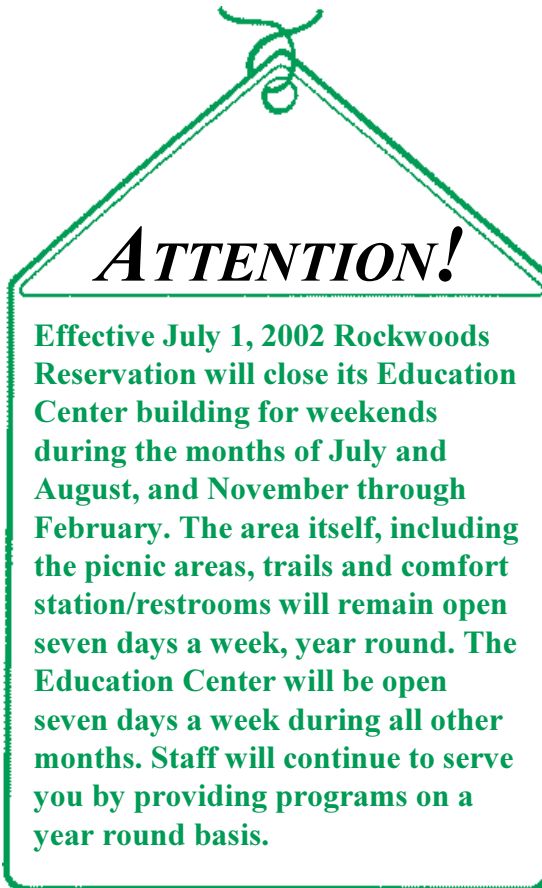 ATTENTION!
Effective July 1, 2002 Rockwoods
Reservation will close its Education
Center building for weekends
during the months of July and
August, and November through
February. The area itself, including
the picnic areas, trails and comfort
station/restrooms will remain open
seven days a week, year round. The
Education Center will be open
seven days a week during all other
months. Staff will continue to serve
you by providing programs on a
year round basis.